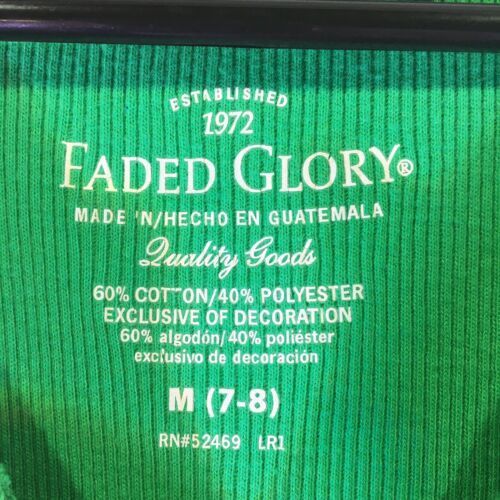 ESTABLISHED
1972
FADED GLORY®
MADE 'N/HECHO EN GUATEMALA
Quality Goods
60% COTTON/40% POLYESTER
EXCLUSIVE OF DECORATION
60% algodón/40% poliéster
exclusivo de decoración
M (7-8)
RN#52469 LR1